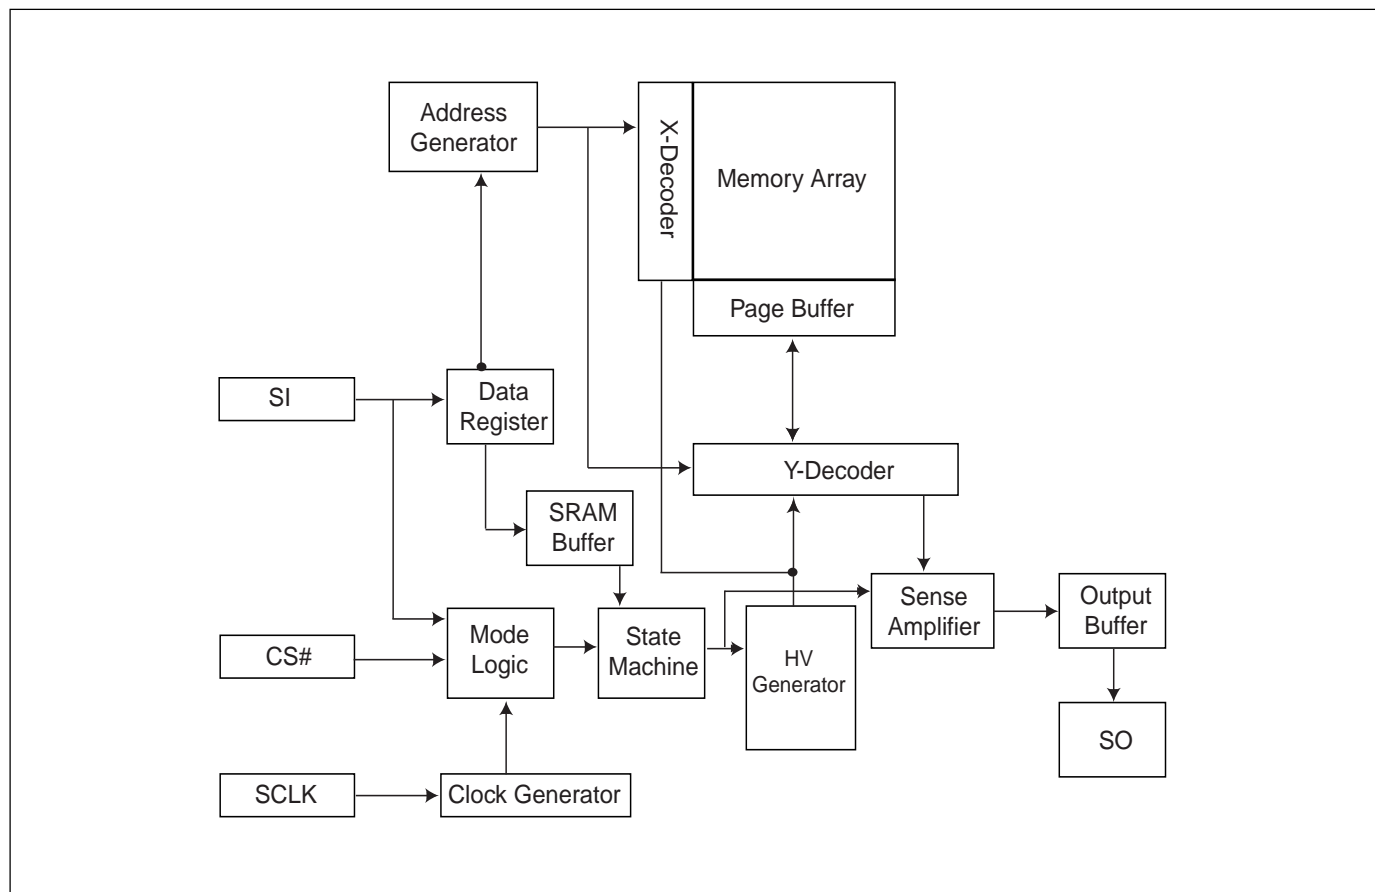 Address
Generator
X-Decoder
Memory Array
Page Buffer
SI
Data
Register
Y-Decoder
SRAM
Buffer
Sense
Amplifier
Output
Buffer
CS#
Mode
Logic
State
Machine
HV
Generator
SO
SCLK
Clock Generator